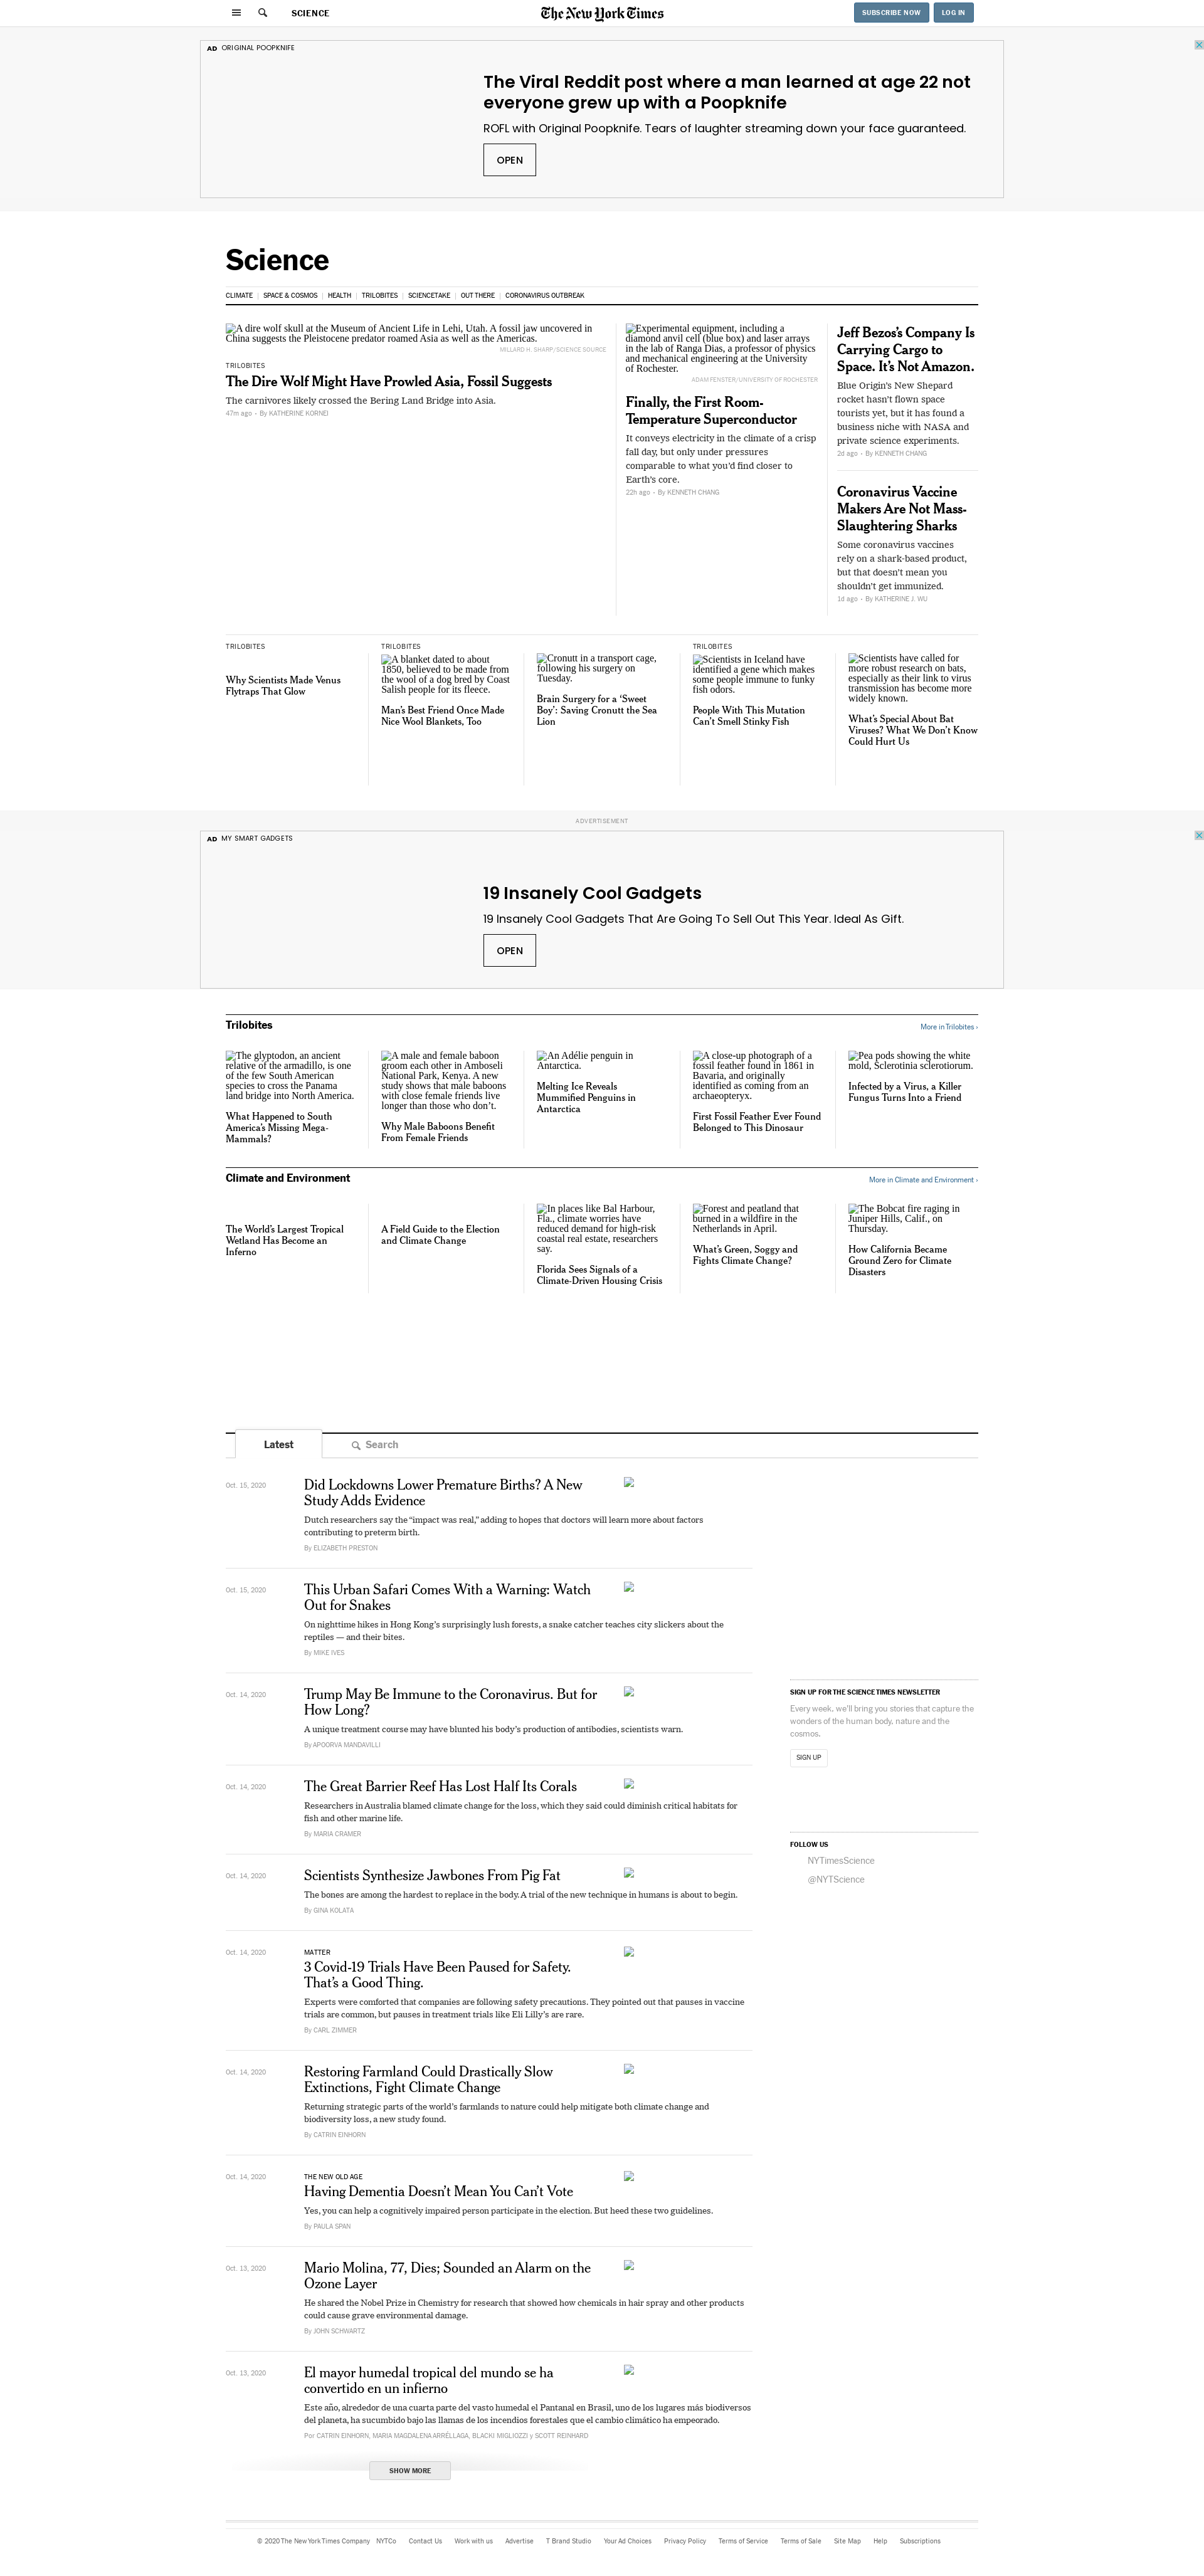 SCIENCE
The New York Times
SUBSCRIBE NOW
LOG IN
AD ORIGINAL POOPKNIFE
The Viral Reddit post where a man learned at age 22 not
everyone grew up with a Poopknife
ROFL with Original Poopknife. Tears of laughter streaming down your face guaranteed.
OPEN
Science
CLIMATE | SPACE & COSMOS | HEALTH | TRILOBITES | SCIENCETAKE | OUT THERE | CORONAVIRUS OUTBREAK
A dire wolf skull at the Museum of Ancient Life in Lehi, Utah. A fossil jaw uncovered in
China suggests the Pleistocene predator roamed Asia as well as the Americas.
MILLARD H. SHARP/SCIENCE SOURCE
TRILOBITES
The Dire Wolf Might Have Prowled Asia, Fossil Suggests
The carnivores likely crossed the Bering Land Bridge into Asia.
47m ago • By KATHERINE KORNEI
Experimental equipment, including a
diamond anvil cell (blue box) and laser arrays
in the lab of Ranga Dias, a professor of physics
and mechanical engineering at the University
of Rochester.
ADAM FENSTER/UNIVERSITY OF ROCHESTER
Finally, the First Room-
Temperature Superconductor
It conveys electricity in the climate of a crisp
fall day, but only under pressures
comparable to what you’d find closer to
Earth’s core.
22h ago • By KENNETH CHANG
Jeff Bezos’s Company Is
Carrying Cargo to
Space. It’s Not Amazon.
Blue Origin’s New Shepard
rocket hasn’t flown space
tourists yet, but it has found a
business niche with NASA and
private science experiments.
2d ago • By KENNETH CHANG
Coronavirus Vaccine
Makers Are Not Mass-
Slaughtering Sharks
Some coronavirus vaccines
rely on a shark-based product,
but that doesn’t mean you
shouldn’t get immunized.
1d ago • By KATHERINE J. WU
TRILOBITES
Why Scientists Made Venus
Flytraps That Glow
TRILOBITES
A blanket dated to about
1850, believed to be made from
the wool of a dog bred by Coast
Salish people for its fleece.
Man’s Best Friend Once Made
Nice Wool Blankets, Too
Cronutt in a transport cage,
following his surgery on
Tuesday.
Brain Surgery for a ‘Sweet
Boy’: Saving Cronutt the Sea
Lion
TRILOBITES
Scientists in Iceland have
identified a gene which makes
some people immune to funky
fish odors.
People With This Mutation
Can’t Smell Stinky Fish
Scientists have called for
more robust research on bats,
especially as their link to virus
transmission has become more
widely known.
What’s Special About Bat
Viruses? What We Don’t Know
Could Hurt Us
ADVERTISEMENT
AD MY SMART GADGETS
19 Insanely Cool Gadgets
19 Insanely Cool Gadgets That Are Going To Sell Out This Year. Ideal As Gift.
OPEN
Trilobites
More in Trilobites ›
The glyptodon, an ancient
relative of the armadillo, is one
of the few South American
species to cross the Panama
land bridge into North America.
What Happened to South
America’s Missing Mega-
Mammals?
A male and female baboon
groom each other in Amboseli
National Park, Kenya. A new
study shows that male baboons
with close female friends live
longer than those who don’t.
Why Male Baboons Benefit
From Female Friends
An Adélie penguin in
Antarctica.
Melting Ice Reveals
Mummified Penguins in
Antarctica
A close-up photograph of a
fossil feather found in 1861 in
Bavaria, and originally
identified as coming from an
archaeopteryx.
First Fossil Feather Ever Found
Belonged to This Dinosaur
Pea pods showing the white
mold, Sclerotinia sclerotiorum.
Infected by a Virus, a Killer
Fungus Turns Into a Friend
Climate and Environment
More in Climate and Environment ›
The World’s Largest Tropical
Wetland Has Become an
Inferno
A Field Guide to the Election
and Climate Change
In places like Bal Harbour,
Fla., climate worries have
reduced demand for high-risk
coastal real estate, researchers
say.
Florida Sees Signals of a
Climate-Driven Housing Crisis
Forest and peatland that
burned in a wildfire in the
Netherlands in April.
What’s Green, Soggy and
Fights Climate Change?
The Bobcat fire raging in
Juniper Hills, Calif., on
Thursday.
How California Became
Ground Zero for Climate
Disasters
Latest
Search
Oct. 15, 2020
Did Lockdowns Lower Premature Births? A New
Study Adds Evidence
Dutch researchers say the “impact was real,” adding to hopes that doctors will learn more about factors
contributing to preterm birth.
By ELIZABETH PRESTON
Oct. 15, 2020
This Urban Safari Comes With a Warning: Watch
Out for Snakes
On nighttime hikes in Hong Kong’s surprisingly lush forests, a snake catcher teaches city slickers about the
reptiles — and their bites.
By MIKE IVES
Oct. 14, 2020
Trump May Be Immune to the Coronavirus. But for
How Long?
A unique treatment course may have blunted his body’s production of antibodies, scientists warn.
By APOORVA MANDAVILLI
Oct. 14, 2020
The Great Barrier Reef Has Lost Half Its Corals
Researchers in Australia blamed climate change for the loss, which they said could diminish critical habitats for
fish and other marine life.
By MARIA CRAMER
Oct. 14, 2020
Scientists Synthesize Jawbones From Pig Fat
The bones are among the hardest to replace in the body. A trial of the new technique in humans is about to begin.
By GINA KOLATA
Oct. 14, 2020
MATTER
3 Covid-19 Trials Have Been Paused for Safety.
That’s a Good Thing.
Experts were comforted that companies are following safety precautions. They pointed out that pauses in vaccine
trials are common, but pauses in treatment trials like Eli Lilly’s are rare.
By CARL ZIMMER
Oct. 14, 2020
Restoring Farmland Could Drastically Slow
Extinctions, Fight Climate Change
Returning strategic parts of the world’s farmlands to nature could help mitigate both climate change and
biodiversity loss, a new study found.
By CATRIN EINHORN
Oct. 14, 2020
THE NEW OLD AGE
Having Dementia Doesn’t Mean You Can’t Vote
Yes, you can help a cognitively impaired person participate in the election. But heed these two guidelines.
By PAULA SPAN
Oct. 13, 2020
Mario Molina, 77, Dies; Sounded an Alarm on the
Ozone Layer
He shared the Nobel Prize in Chemistry for research that showed how chemicals in hair spray and other products
could cause grave environmental damage.
By JOHN SCHWARTZ
Oct. 13, 2020
El mayor humedal tropical del mundo se ha
convertido en un infierno
Este año, alrededor de una cuarta parte del vasto humedal el Pantanal en Brasil, uno de los lugares más biodiversos
del planeta, ha sucumbido bajo las llamas de los incendios forestales que el cambio climático ha empeorado.
Por CATRIN EINHORN, MARIA MAGDALENA ARRÉLLAGA, BLACKI MIGLIOZZI y SCOTT REINHARD
SHOW MORE
SIGN UP FOR THE SCIENCE TIMES NEWSLETTER
Every week, we’ll bring you stories that capture the
wonders of the human body, nature and the
cosmos.
SIGN UP
FOLLOW US
NYTimesScience
@NYTScience
© 2020 The New York Times Company NYTCo Contact Us Work with us Advertise T Brand Studio Your Ad Choices Privacy Policy Terms of Service Terms of Sale Site Map Help Subscriptions